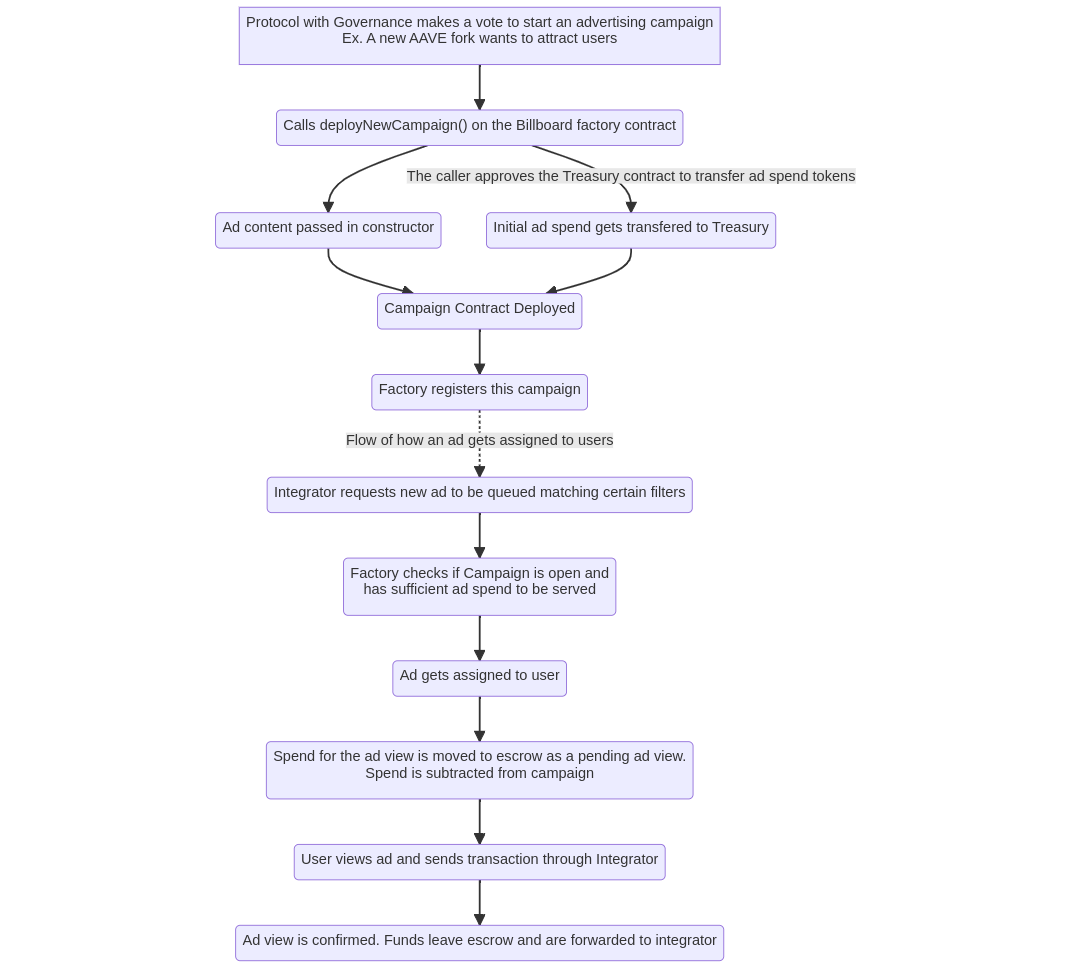 Protocol with Governance makes a vote to start an advertising campaign
Ex. A new AAVE fork wants to attract users
Calls deployNewCampaign() on the Billboard factory contract
The caller approves the Treasury contract to transfer ad spend tokens
Ad content passed in constructor
Initial ad spend gets transfered to Treasury
Campaign Contract Deployed
Factory registers this campaign
Flow of how an ad gets assigned to users
Integrator requests new ad to be queued matching certain filters
Factory checks if Campaign is open and
has sufficient ad spend to be served
Ad gets assigned to user
Spend for the ad view is moved to escrow as a pending ad view.
Spend is subtracted from campaign
User views ad and sends transaction through Integrator
Ad view is confirmed. Funds leave escrow and are forwarded to integrator